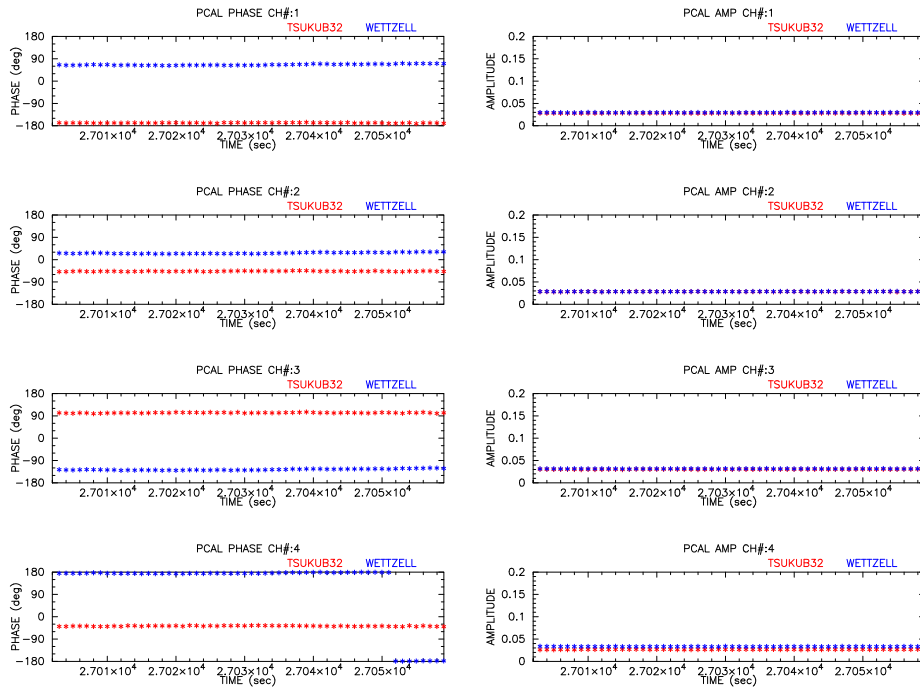 PCAL PHASE CH#:1
TSUKUB32 WETTZELL
180
90
0
−90
−180
PHASE (deg)
2.701×10⁴ 2.702×10⁴ 2.703×10⁴ 2.704×10⁴ 2.705×10⁴
TIME (sec)
PCAL AMP CH#:1
TSUKUB32 WETTZELL
0.2
0.15
0.1
0.05
0
AMPLITUDE
2.701×10⁴ 2.702×10⁴ 2.703×10⁴ 2.704×10⁴ 2.705×10⁴
TIME (sec)
PCAL PHASE CH#:2
TSUKUB32 WETTZELL
180
90
0
−90
−180
PHASE (deg)
2.701×10⁴ 2.702×10⁴ 2.703×10⁴ 2.704×10⁴ 2.705×10⁴
TIME (sec)
PCAL AMP CH#:2
TSUKUB32 WETTZELL
0.2
0.15
0.1
0.05
0
AMPLITUDE
2.701×10⁴ 2.702×10⁴ 2.703×10⁴ 2.704×10⁴ 2.705×10⁴
TIME (sec)
PCAL PHASE CH#:3
TSUKUB32 WETTZELL
180
90
0
−90
−180
PHASE (deg)
2.701×10⁴ 2.702×10⁴ 2.703×10⁴ 2.704×10⁴ 2.705×10⁴
TIME (sec)
PCAL AMP CH#:3
TSUKUB32 WETTZELL
0.2
0.15
0.1
0.05
0
AMPLITUDE
2.701×10⁴ 2.702×10⁴ 2.703×10⁴ 2.704×10⁴ 2.705×10⁴
TIME (sec)
PCAL PHASE CH#:4
TSUKUB32 WETTZELL
180
90
0
−90
−180
PHASE (deg)
2.701×10⁴ 2.702×10⁴ 2.703×10⁴ 2.704×10⁴ 2.705×10⁴
TIME (sec)
PCAL AMP CH#:4
TSUKUB32 WETTZELL
0.2
0.15
0.1
0.05
0
AMPLITUDE
2.701×10⁴ 2.702×10⁴ 2.703×10⁴ 2.704×10⁴ 2.705×10⁴
TIME (sec)